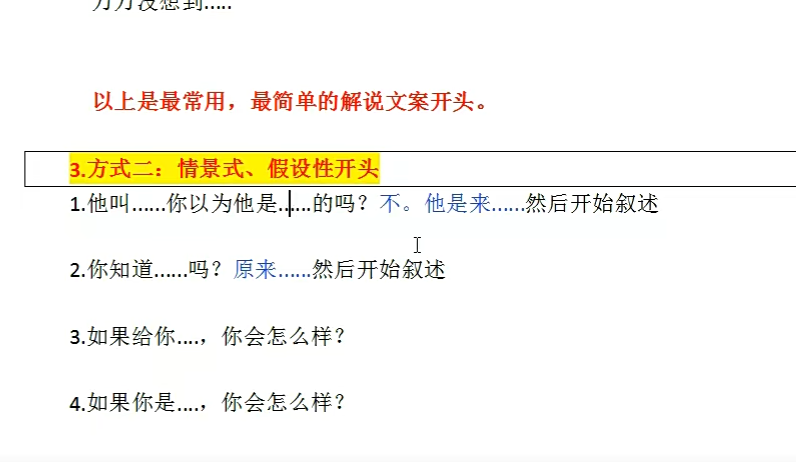 万万没想到.....
以上是最常用，最简单的解说文案开头。
3.方式二：情景式、假设性开头
1.他叫......你以为他是......的吗？不。他是来......然后开始叙述
2.你知道......吗？原来......然后开始叙述
3.如果给你....，你会怎么样？
4.如果你是....，你会怎么样？